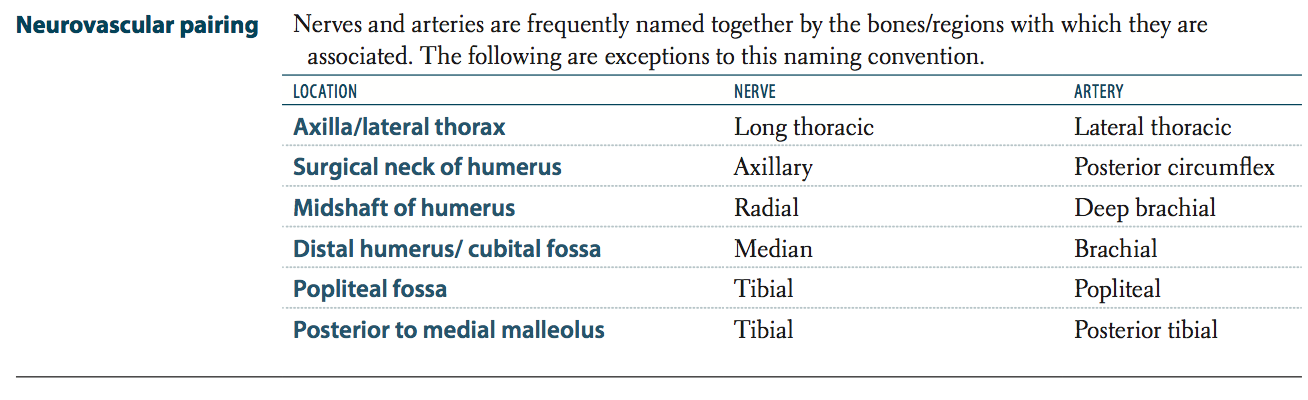 Neurovascular pairing Nerves and arteries are frequently named together by the bones/regions with which they are
associated. The following are exceptions to this naming convention.
LOCATION NERVE ARTERY
Axilla/lateral thorax Long thoracic Lateral thoracic
Surgical neck of humerus Axillary Posterior circumflex
Midshaft of humerus Radial Deep brachial
Distal humerus/ cubital fossa Median Brachial
Popliteal fossa Tibial Popliteal
Posterior to medial malleolus Tibial Posterior tibial